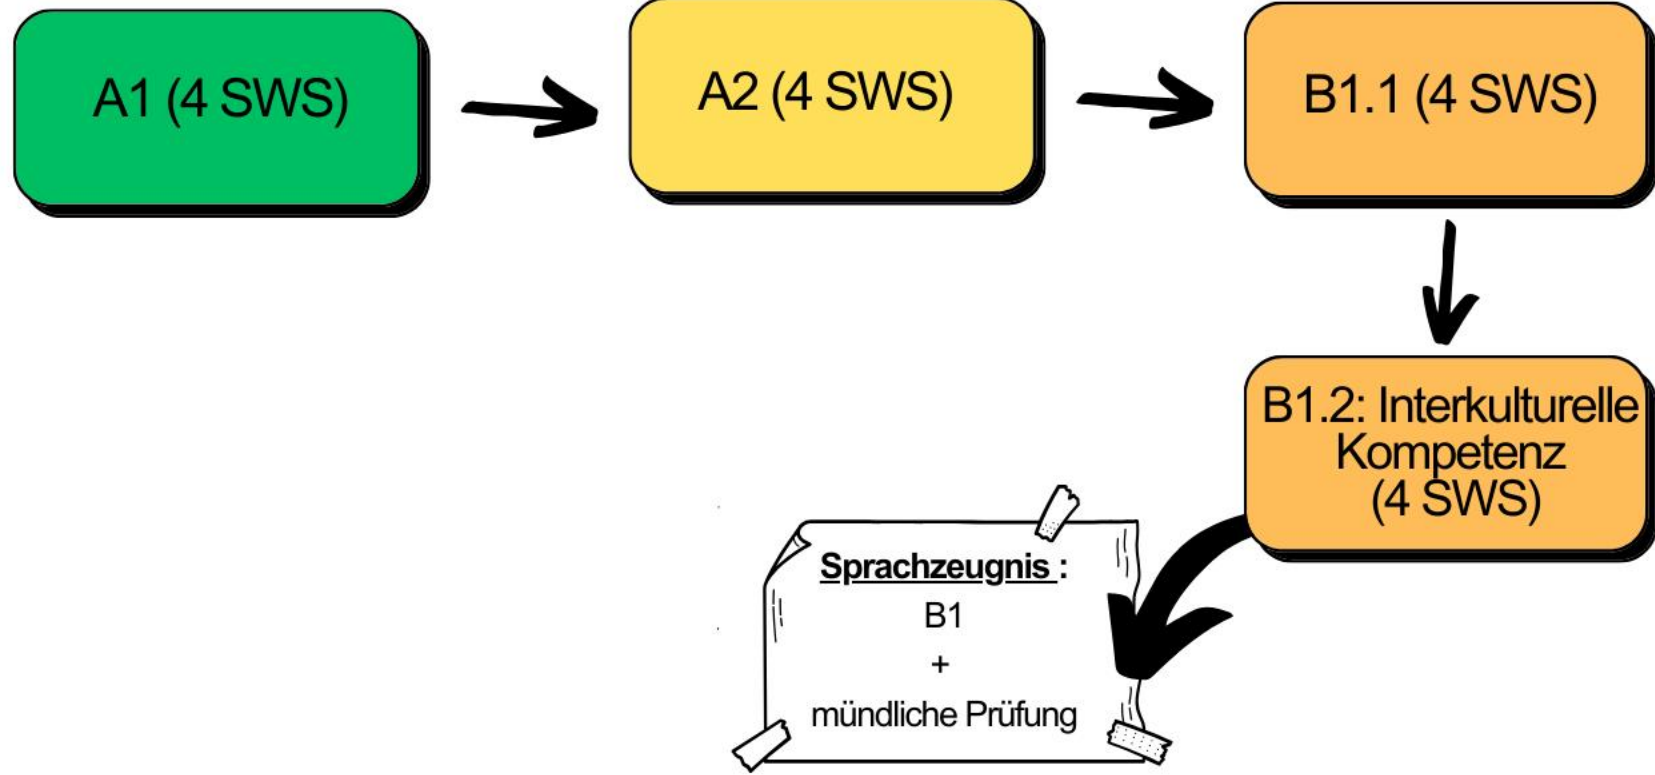 A1 (4 SWS)
A2 (4 SWS)
B1.1 (4 SWS)
B1.2: Interkulturelle
Kompetenz
(4 SWS)
Sprachzeugnis :
B1
+
mündliche Prüfung